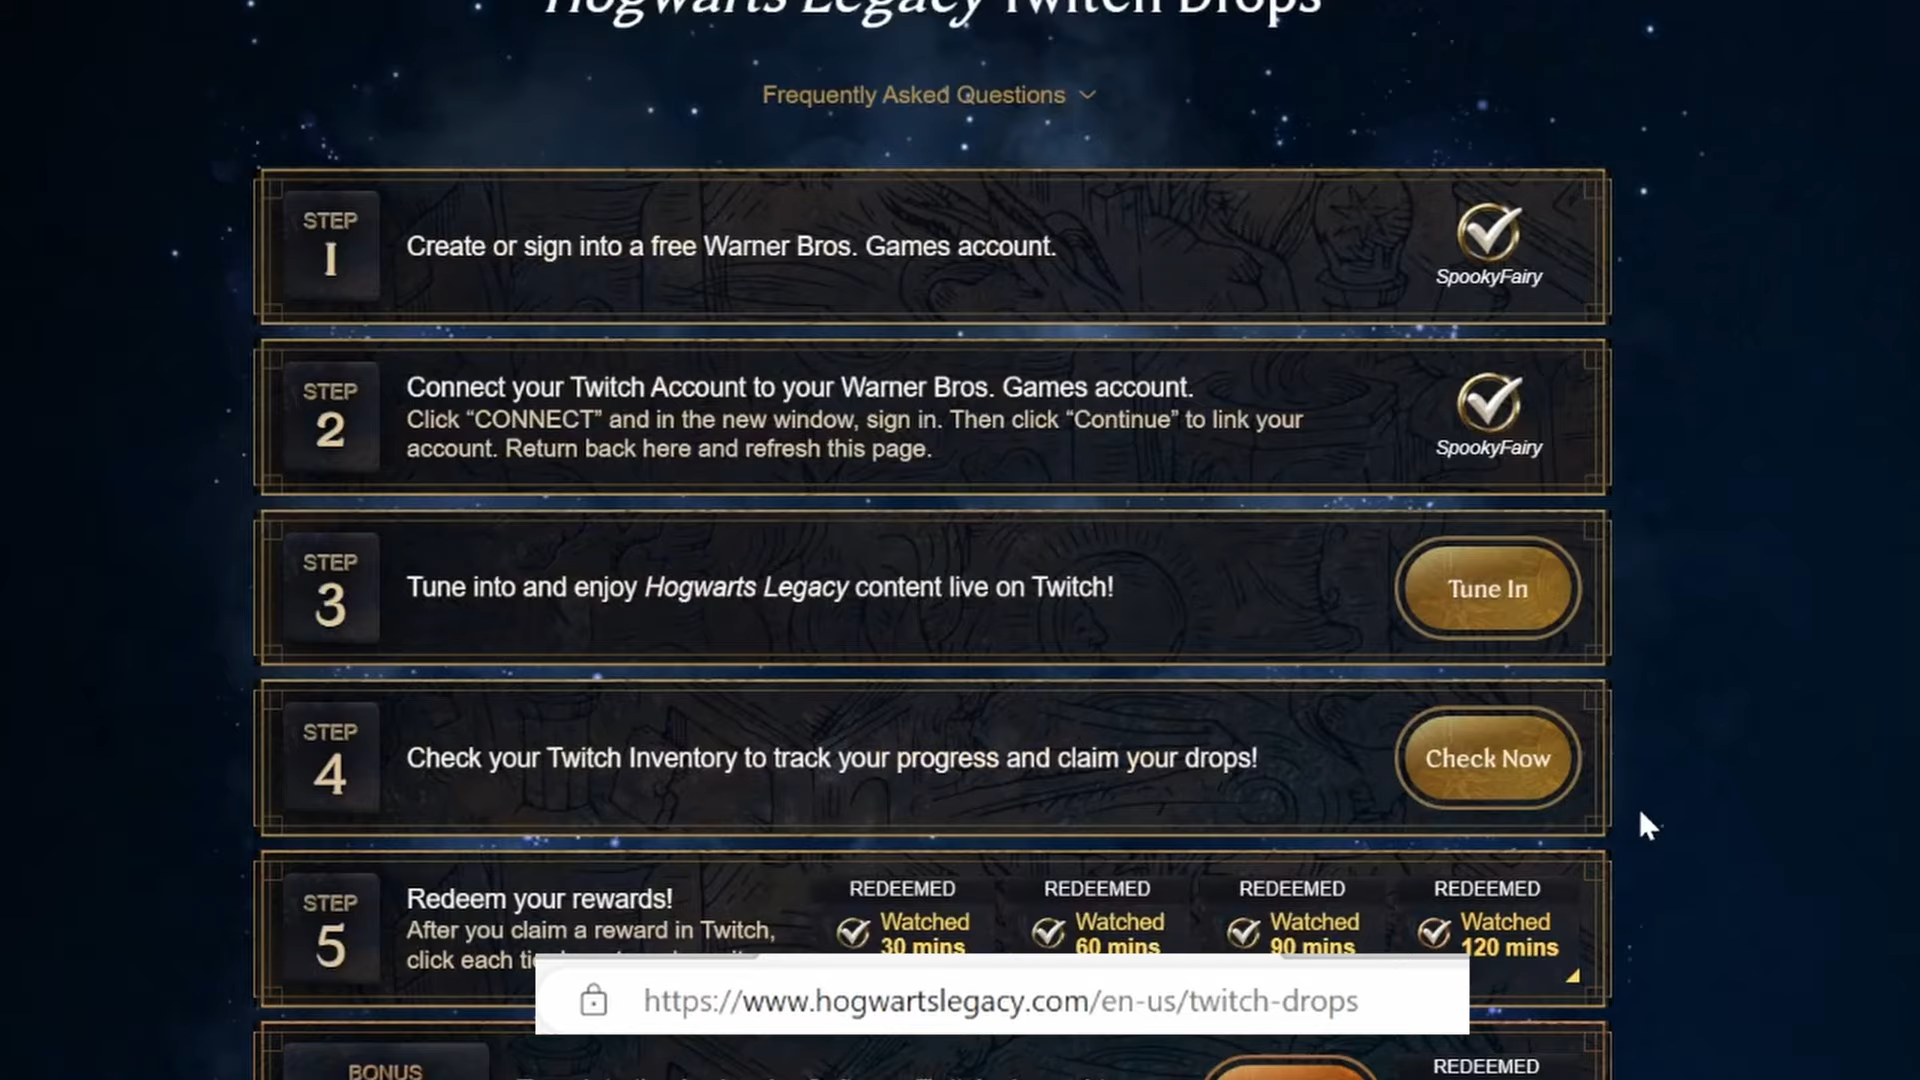 Hogwarts Legacy Twitch Drops
Frequently Asked Questions
STEP
1
Create or sign into a free Warner Bros. Games account.
SpookyFairy
STEP
2
Connect your Twitch Account to your Warner Bros. Games account.
Click “CONNECT” and in the new window, sign in. Then click “Continue” to link your
account. Return back here and refresh this page.
SpookyFairy
STEP
3
Tune into and enjoy Hogwarts Legacy content live on Twitch!
Tune In
STEP
4
Check your Twitch Inventory to track your progress and claim your drops!
Check Now
STEP
5
Redeem your rewards!
After you claim a reward in Twitch,
click each
REDEEMED
Watched
30 mins
REDEEMED
Watched
60 mins
REDEEMED
Watched
90 mins
REDEEMED
Watched
120 mins
https://www.hogwartslegacy.com/en-us/twitch-drops
BONUS
REDEEMED